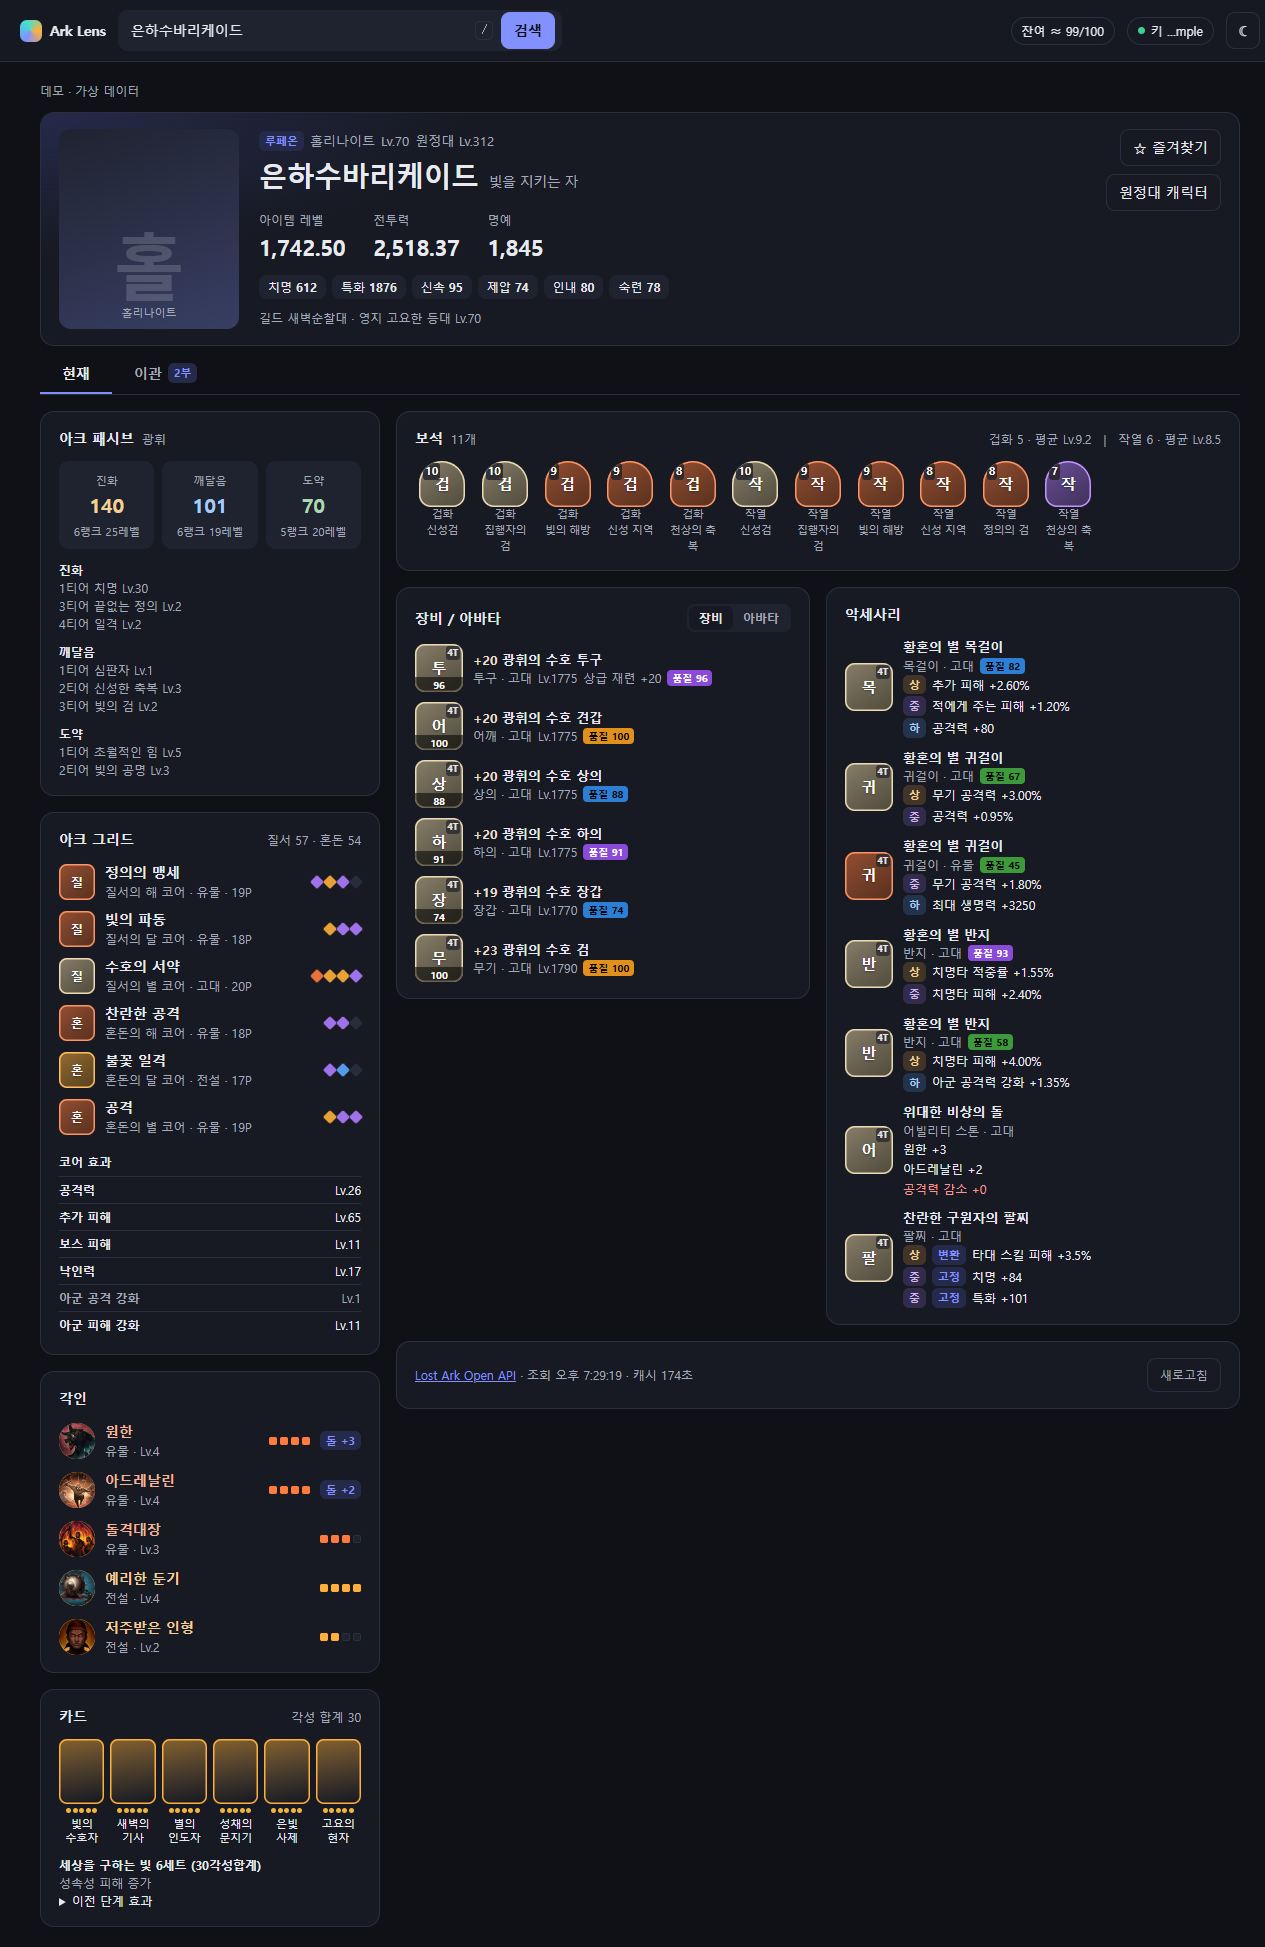 Ark Lens
은하수바리케이드
/
검색
잔여 ≈ 99/100
키 …mple
데모 · 가상 데이터
홀
홀리나이트
루페온 홀리나이트 Lv.70 원정대 Lv.312
은하수바리케이드 빛을 지키는 자
아이템 레벨 전투력 명예
1,742.50 2,518.37 1,845
치명 612 특화 1876 신속 95 제압 74 인내 80 숙련 78
길드 새벽순찰대 · 영지 고요한 등대 Lv.70
☆ 즐겨찾기
원정대 캐릭터
현재 이관 2부
아크 패시브 광휘
진화 깨달음 도약
140 101 70
6랭크 25레벨 6랭크 19레벨 5랭크 20레벨
진화
1티어 치명 Lv.30
3티어 끝없는 정의 Lv.2
4티어 일격 Lv.2
깨달음
1티어 심판자 Lv.1
2티어 신성한 축복 Lv.3
3티어 빛의 검 Lv.2
도약
1티어 초월적인 힘 Lv.5
2티어 빛의 공명 Lv.3
아크 그리드 질서 57 · 혼돈 54
질 정의의 맹세
질서의 해 코어 · 유물 · 19P
질 빛의 파동
질서의 달 코어 · 유물 · 18P
질 수호의 서약
질서의 별 코어 · 고대 · 20P
혼 찬란한 공격
혼돈의 해 코어 · 유물 · 18P
혼 불꽃 일격
혼돈의 달 코어 · 전설 · 17P
혼 공격
혼돈의 별 코어 · 유물 · 19P
코어 효과
공격력 Lv.26
추가 피해 Lv.65
보스 피해 Lv.11
낙인력 Lv.17
아군 공격 강화 Lv.1
아군 피해 강화 Lv.11
각인
원한
유물 · Lv.4
돌 +3
아드레날린
유물 · Lv.4
돌 +2
돌격대장
유물 · Lv.3
예리한 둔기
전설 · Lv.4
저주받은 인형
전설 · Lv.2
카드 각성 합계 30
빛의 수호자
새벽의 기사
별의 인도자
성채의 문지기
은빛 사제
고요의 현자
세상을 구하는 빛 6세트 (30각성합계)
성속성 피해 증가
▶ 이전 단계 효과
보석 11개 겁화 5 · 평균 Lv.9.2 | 작열 6 · 평균 Lv.8.5
10 겁 겁화 신성검
10 겁 겁화 집행자의 검
9 겁 겁화 빛의 해방
9 겁 겁화 신성 지역
8 겁 겁화 천상의 축복
10 작 작열 신성검
9 작 작열 집행자의 검
9 작 작열 빛의 해방
8 작 작열 신성 지역
8 작 작열 정의의 검
7 작 작열 천상의 축복
장비 / 아바타 장비 아바타
투 4T 96
+20 광휘의 수호 투구
투구 · 고대 Lv.1775 상급 재련 +20 품질 96
어 4T 100
+20 광휘의 수호 견갑
어깨 · 고대 Lv.1775 품질 100
상 4T 88
+20 광휘의 수호 상의
상의 · 고대 Lv.1775 품질 88
하 4T 91
+20 광휘의 수호 하의
하의 · 고대 Lv.1775 품질 91
장 4T 74
+19 광휘의 수호 장갑
장갑 · 고대 Lv.1770 품질 74
무 4T 100
+23 광휘의 수호 검
무기 · 고대 Lv.1790 품질 100
악세사리
목 4T
황혼의 별 목걸이
목걸이 · 고대 품질 82
상 추가 피해 +2.60%
중 적에게 주는 피해 +1.20%
하 공격력 +80
귀 4T
황혼의 별 귀걸이
귀걸이 · 고대 품질 67
상 무기 공격력 +3.00%
중 공격력 +0.95%
귀 4T
황혼의 별 귀걸이
귀걸이 · 유물 품질 45
중 무기 공격력 +1.80%
하 최대 생명력 +3250
반 4T
황혼의 별 반지
반지 · 고대 품질 93
상 치명타 적중률 +1.55%
중 치명타 피해 +2.40%
반 4T
황혼의 별 반지
반지 · 고대 품질 58
상 치명타 피해 +4.00%
하 아군 공격력 강화 +1.35%
어 4T
위대한 비상의 돌
어빌리티 스톤 · 고대
원한 +3
아드레날린 +2
공격력 감소 +0
팔 4T
찬란한 구원자의 팔찌
팔찌 · 고대
상 변환 타대 스킬 피해 +3.5%
중 고정 치명 +84
중 고정 특화 +101
Lost Ark Open API · 조회 오후 7:29:19 · 캐시 174초
새로고침